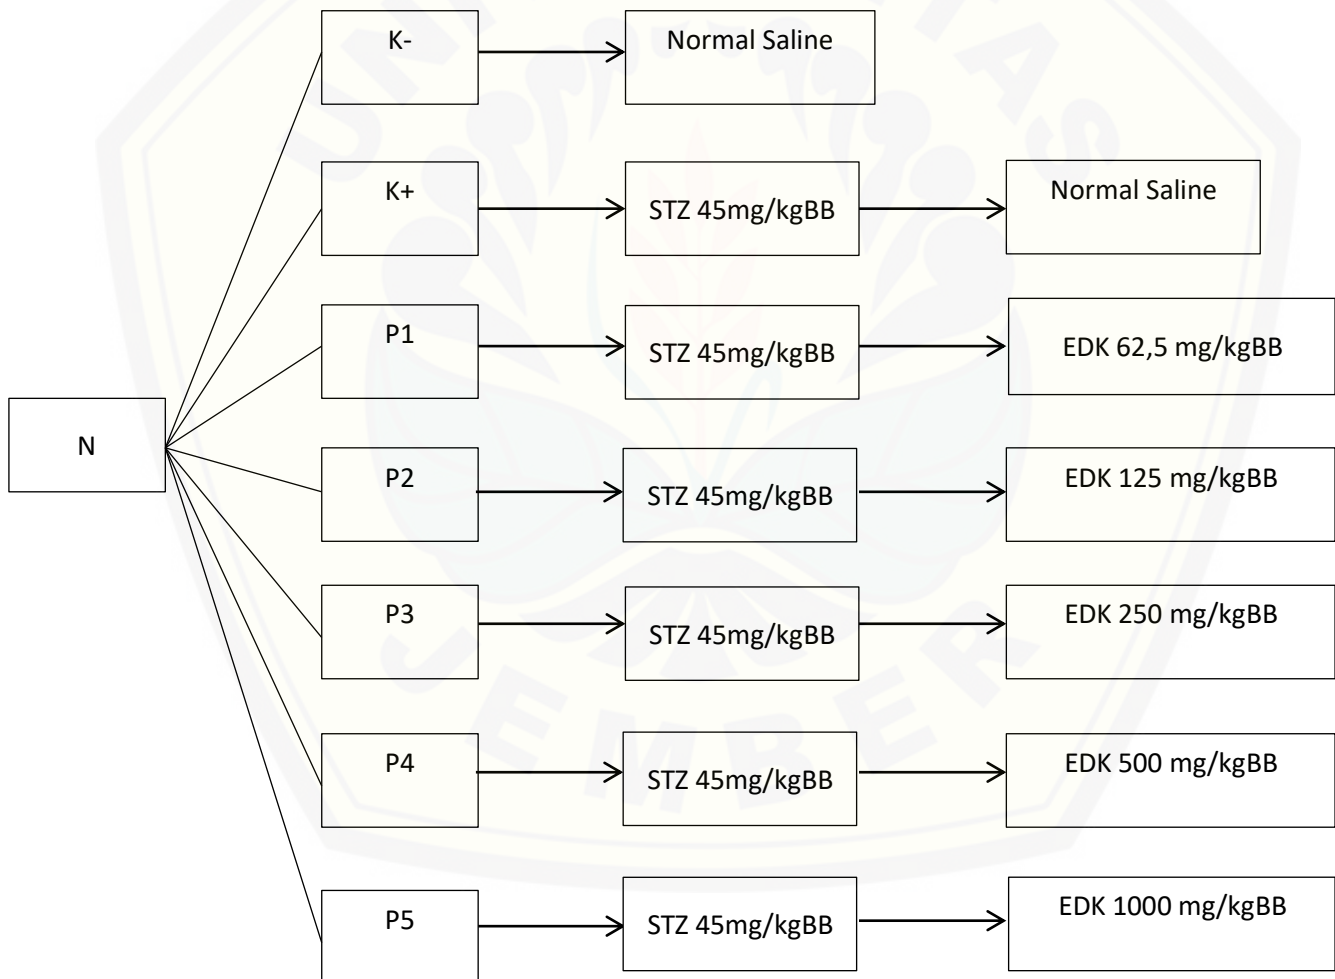 K-
Normal Saline
K+
STZ 45mg/kgBB
Normal Saline
P1
STZ 45mg/kgBB
EDK 62,5 mg/kgBB
N
P2
STZ 45mg/kgBB
EDK 125 mg/kgBB
P3
STZ 45mg/kgBB
EDK 250 mg/kgBB
P4
STZ 45mg/kgBB
EDK 500 mg/kgBB
P5
STZ 45mg/kgBB
EDK 1000 mg/kgBB
JEMBER